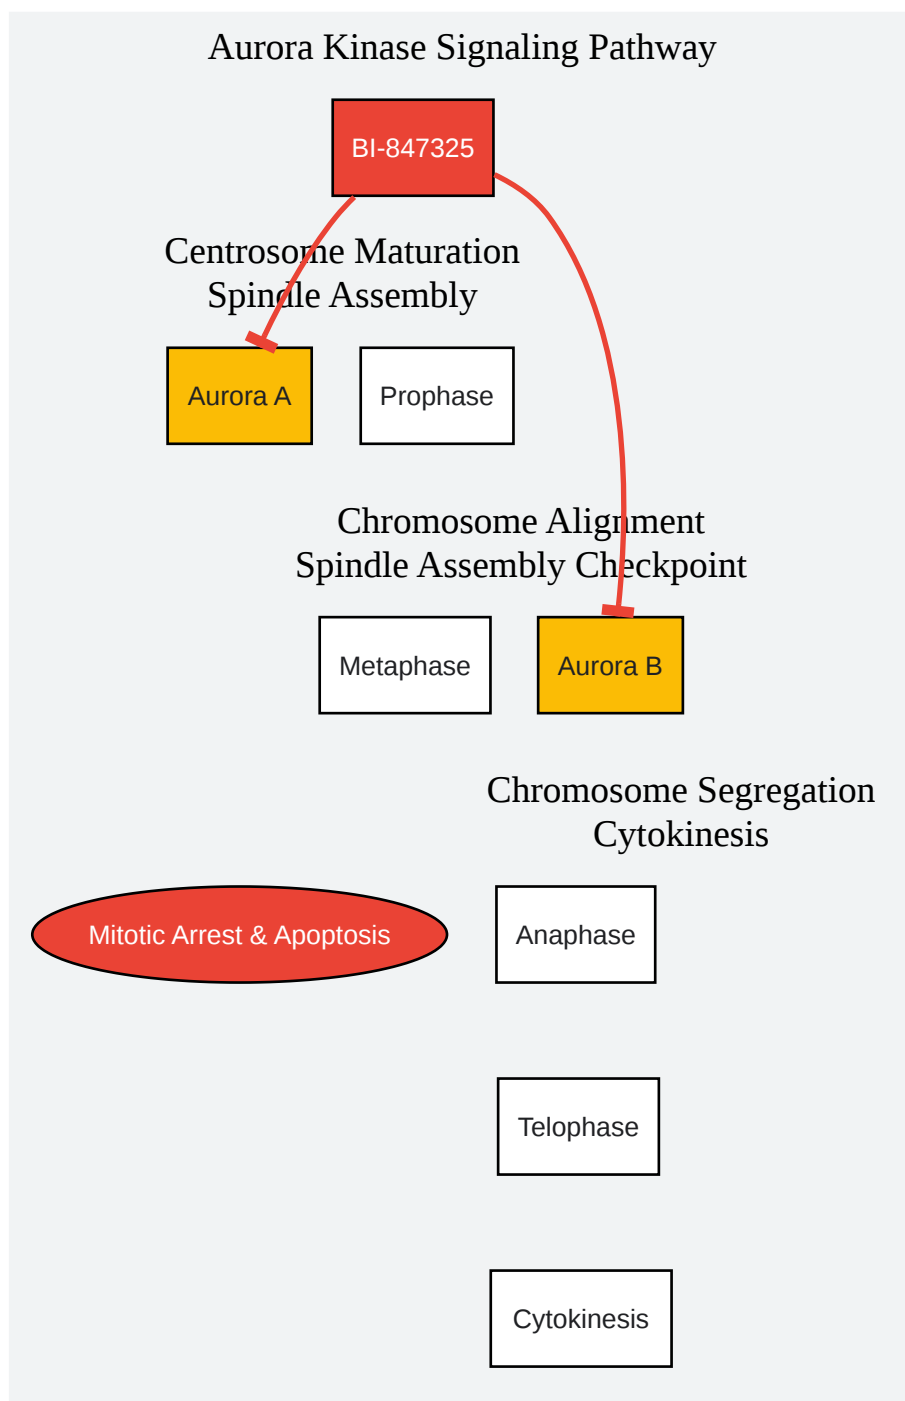 Aurora Kinase Signaling Pathway
BI-847325
Centrosome Maturation
Spindle Assembly
Aurora A
Prophase
Chromosome Alignment
Spindle Assembly Checkpoint
Metaphase
Aurora B
Chromosome Segregation
Cytokinesis
Mitotic Arrest & Apoptosis
Anaphase
Telophase
Cytokinesis